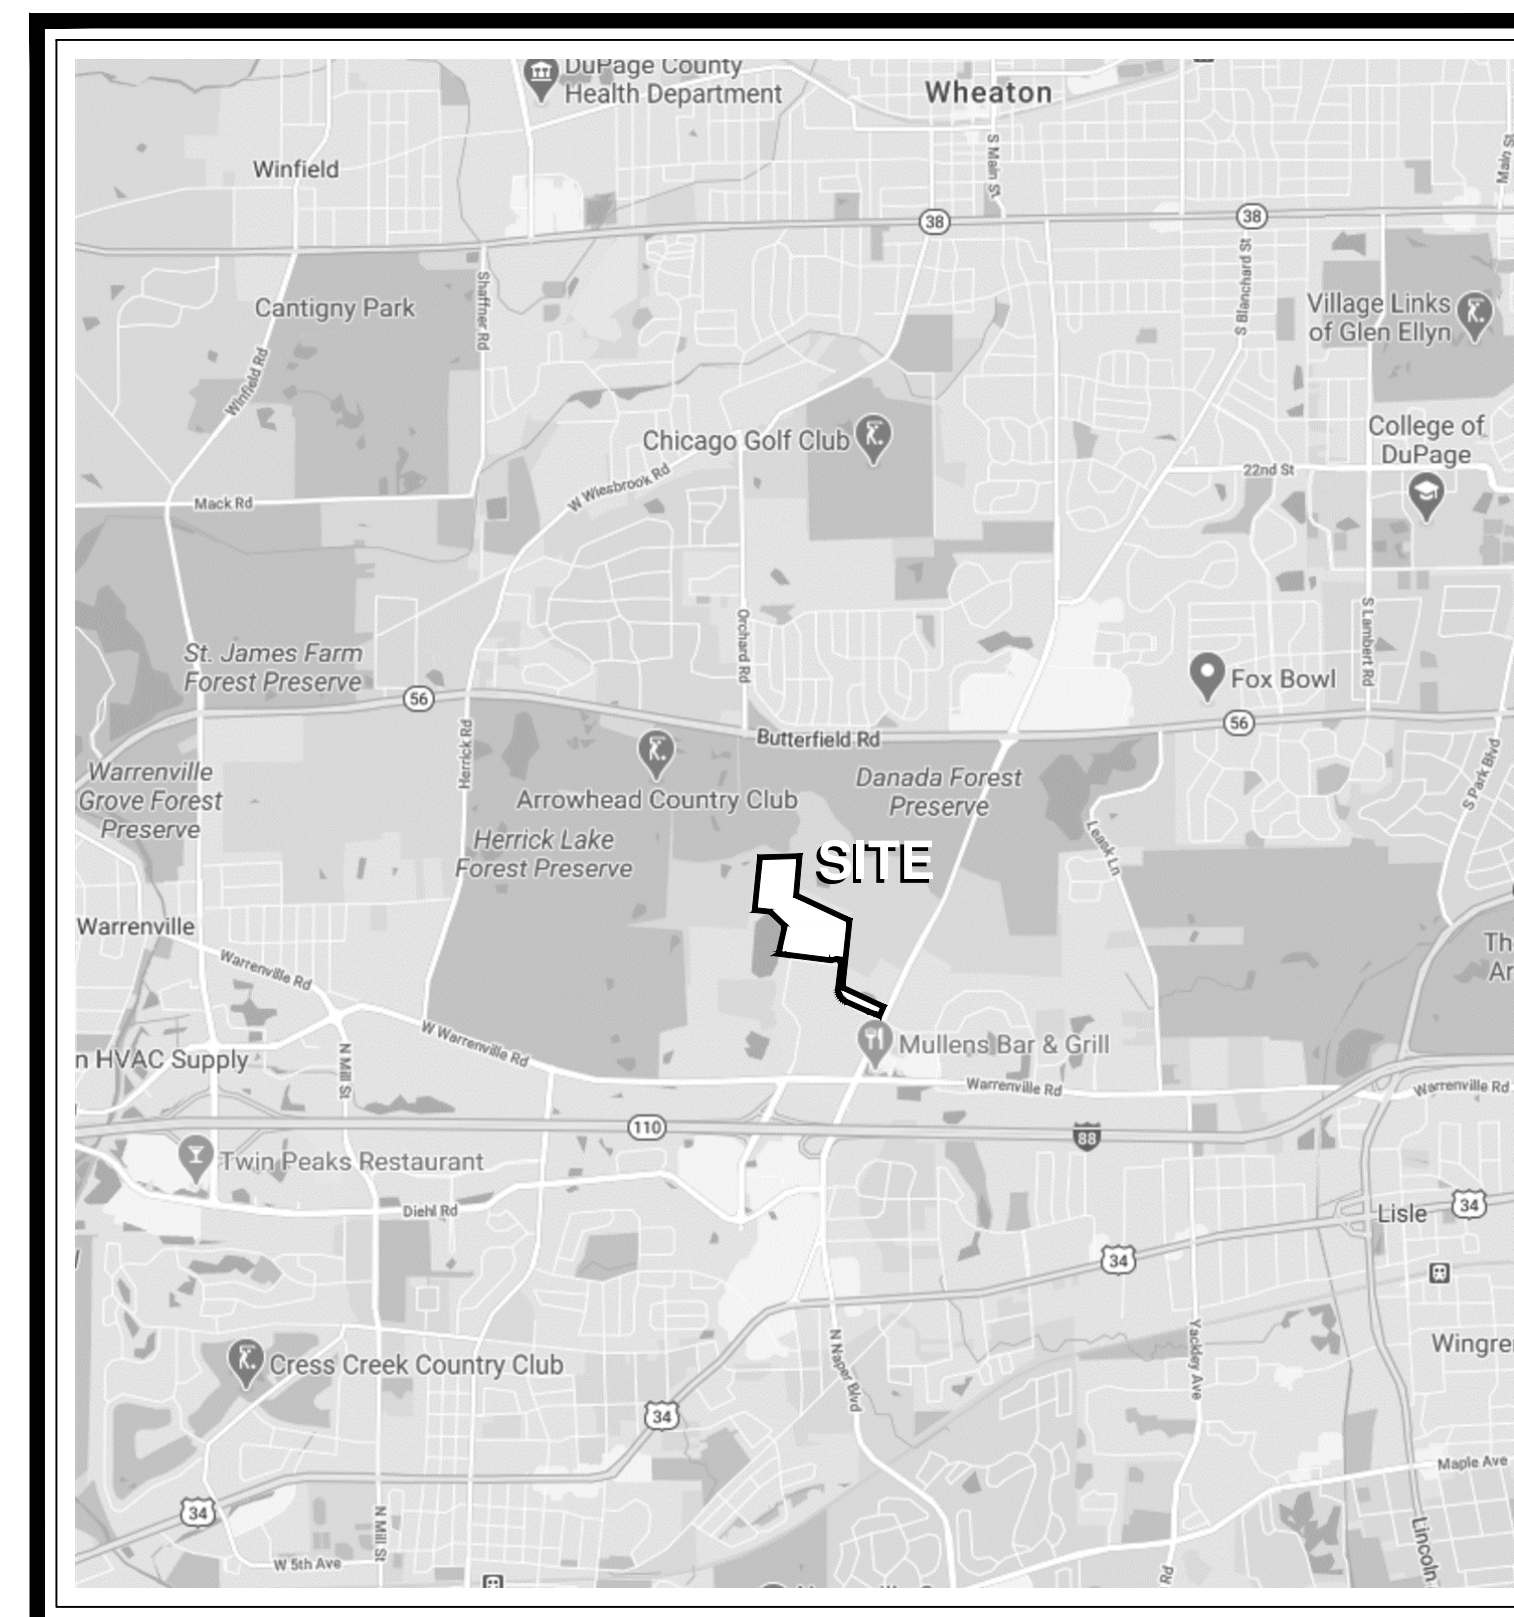 DuPage County
Health Department
Wheaton
S Main St
Main St
Winfield
38
38
Shaffner Rd
S Blanchard St
Cantigny Park
Village Links
of Glen Ellyn
Winfield Rd
Chicago Golf Club
College of
DuPage
W Wiesbrook Rd
22nd St
Mack Rd
Orchard Rd
S Lambert Rd
St. James Farm
Forest Preserve
56
Fox Bowl
56
Herrick Rd
Butterfield Rd
S Park Blvd
Warrenville
Grove Forest
Preserve
Danada Forest
Preserve
Arrowhead Country Club
Herrick Lake
Forest Preserve
Leask Ln
SITE
Warrenville
Th
Ar
Warrenville Rd
W Warrenville Rd
Mullens Bar & Grill
n HVAC Supply
N Mill St
Warrenville Rd
Warrenville Rd
110
88
Twin Peaks Restaurant
Diehl Rd
Lisle
34
34
Yackley Ave
N Naper Blvd
Wingre
Cress Creek Country Club
34
Maple Ave
34
N Mill St
Lincoln
W 5th Ave
Rd